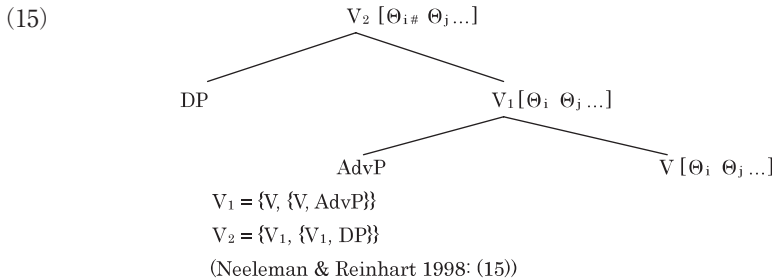 (15)
V₂ [Θᵢ# Θⱼ...]
DP V₁[Θᵢ Θⱼ...]
AdvP V [Θᵢ Θⱼ...]
V₁ = {V, {V, AdvP}}
V₂ = {V₁, {V₁, DP}}
(Neeleman & Reinhart 1998: (15))